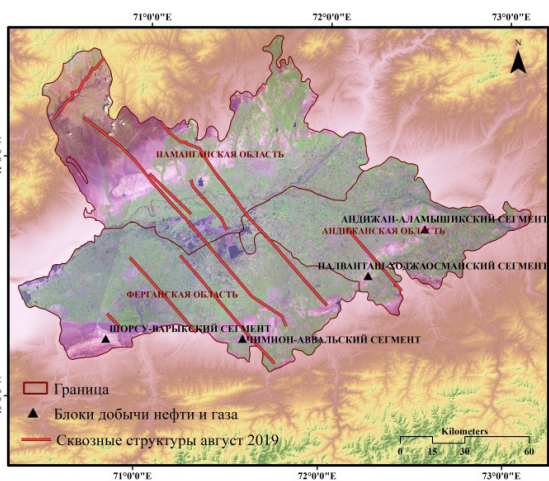 71°0'0"E 72°0'0"E 73°0'0"E
N
НАМАНГАНСКАЯ ОБЛАСТЬ
АНДИЖАН-АЛАМЫШИКСКИЙ СЕГМЕНТ
АНДИЖАНСКАЯ ОБЛАСТЬ
ПАЛВАНТАШ-ХОДЖАОСМАНСКИЙ СЕГМЕНТ
ФЕРГАНСКАЯ ОБЛАСТЬ
ШОРСУ-ВАРЫКСКИЙ СЕГМЕНТ
ЧИМИОН-АВВАЛЬСКИЙ СЕГМЕНТ
Граница
Блоки добычи нефти и газа
Сквозные структуры август 2019
Kilometers
0 15 30 60
71°0'0"E 72°0'0"E 73°0'0"E